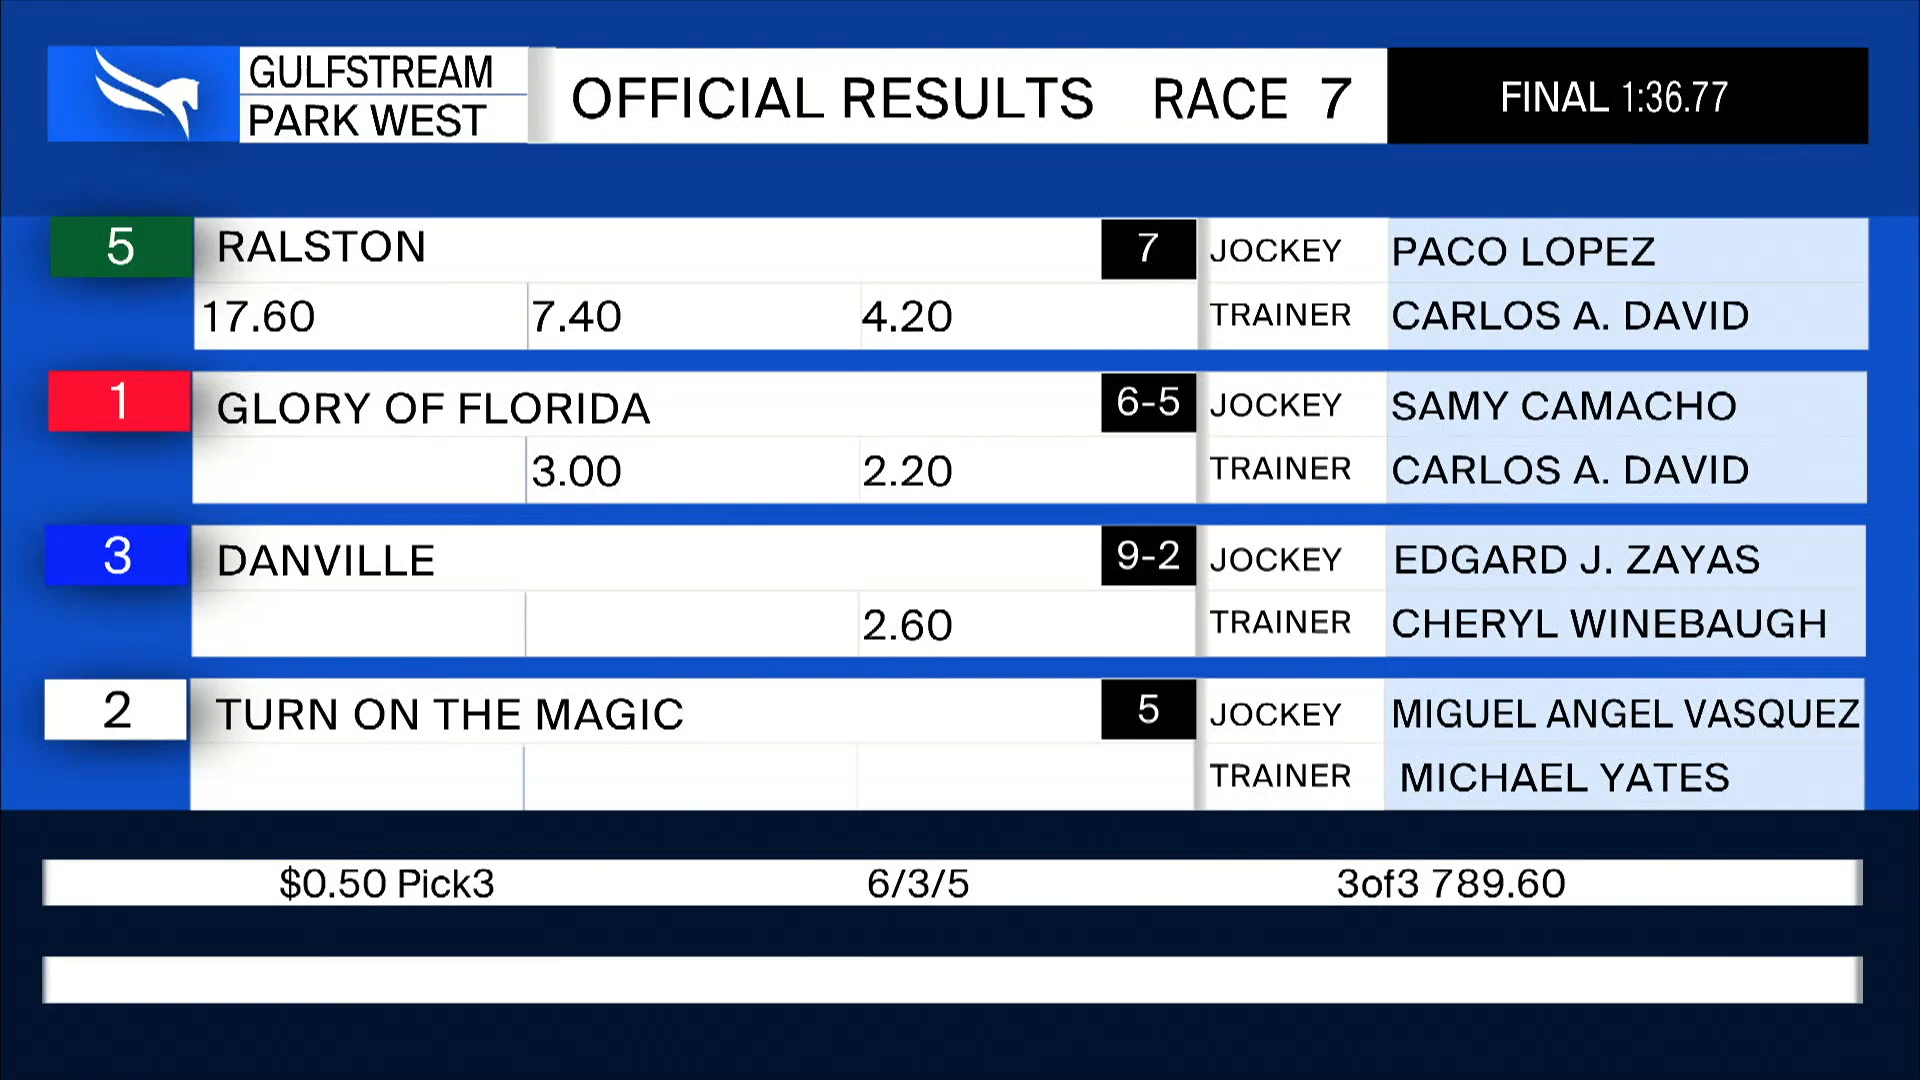 GULFSTREAM
PARK WEST
OFFICIAL RESULTS RACE 7
FINAL 1:36.77
5 RALSTON 7 JOCKEY PACO LOPEZ
17.60 7.40 4.20 TRAINER CARLOS A. DAVID
1 GLORY OF FLORIDA 6-5 JOCKEY SAMY CAMACHO
3.00 2.20 TRAINER CARLOS A. DAVID
3 DANVILLE 9-2 JOCKEY EDGARD J. ZAYAS
2.60 TRAINER CHERYL WINEBAUGH
2 TURN ON THE MAGIC 5 JOCKEY MIGUEL ANGEL VASQUEZ
TRAINER MICHAEL YATES
$0.50 Pick3 6/3/5 3of3 789.60